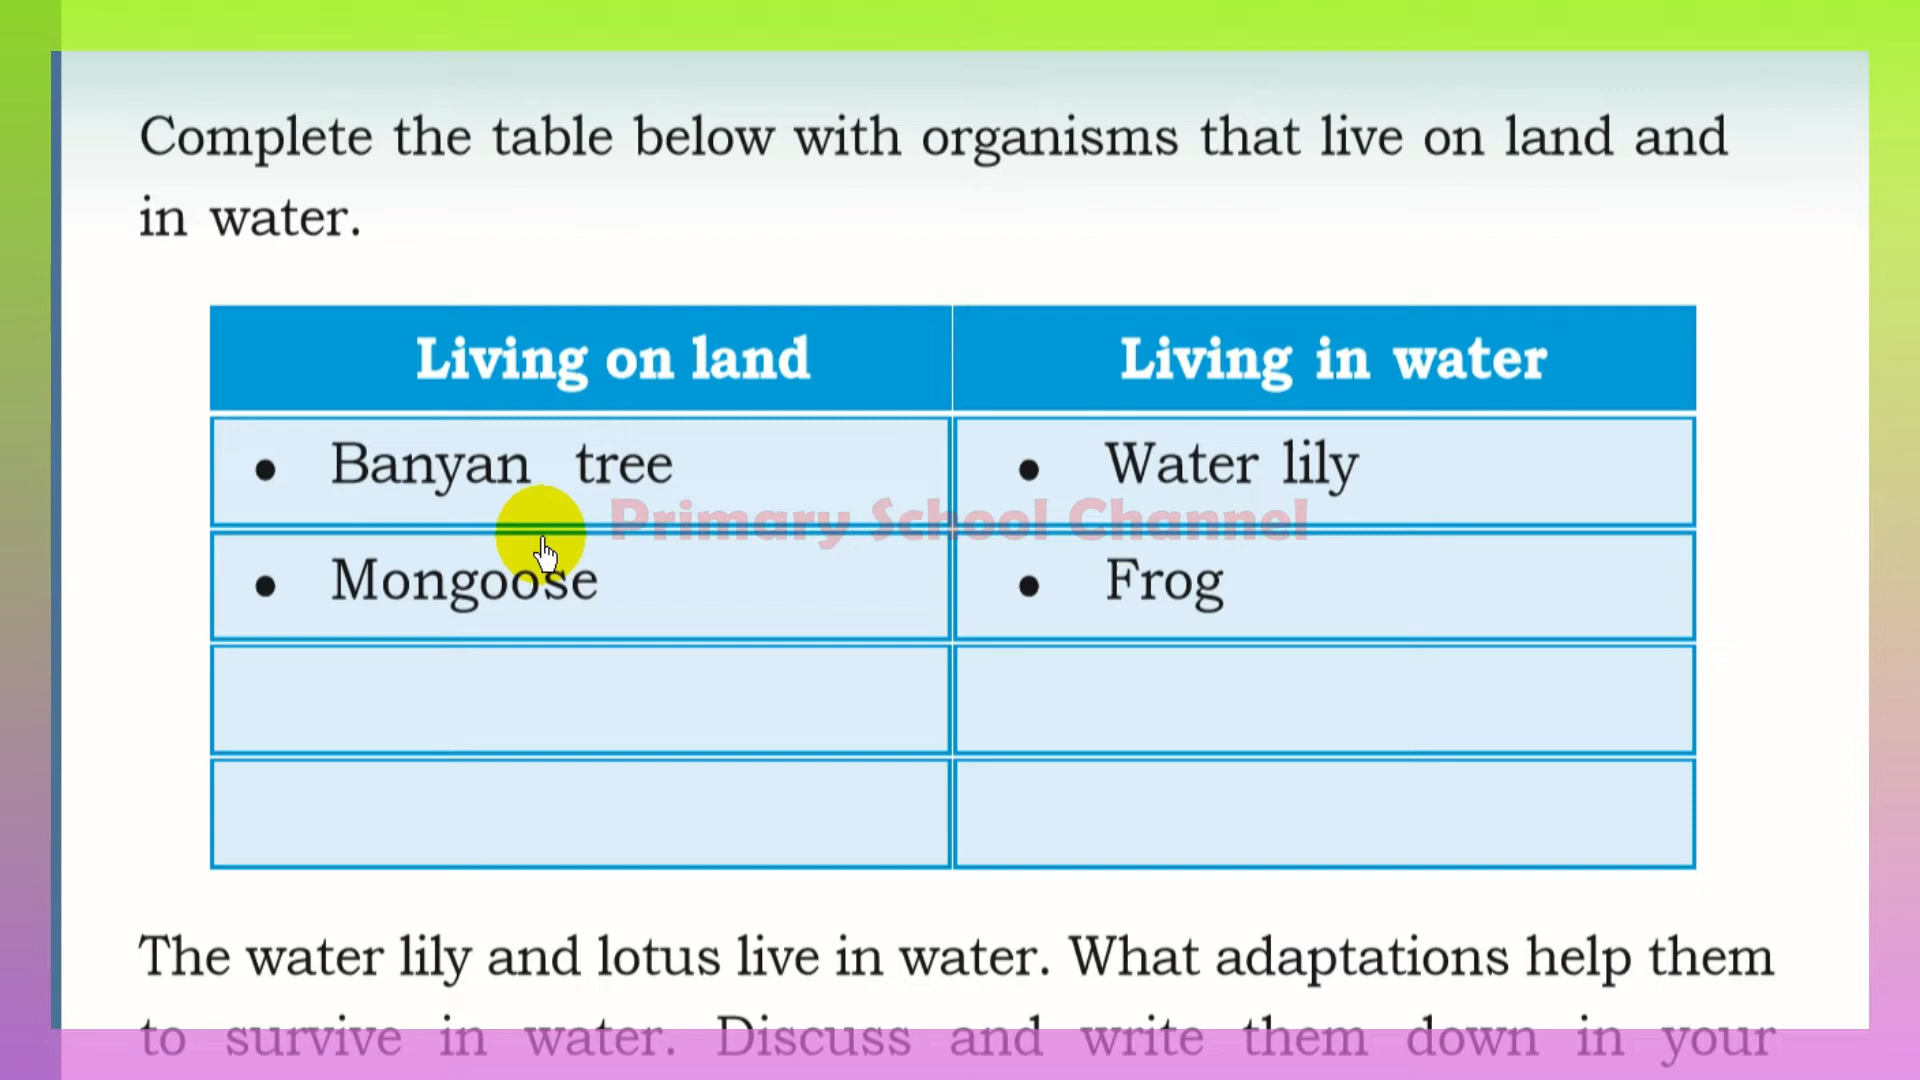 Complete the table below with organisms that live on land and
in water.
Living on land
Living in water
• Banyan tree
• Water lily
Primary School Channel
• Mongoose
• Frog
The water lily and lotus live in water. What adaptations help them
to survive in water. Discuss and write them down in your